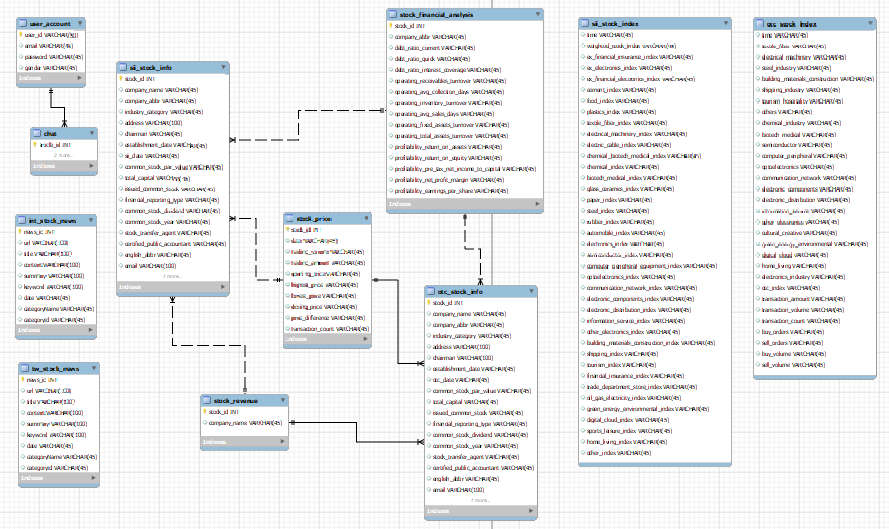 user_account
user_id VARCHAR(50)
email VARCHAR(45)
password VARCHAR(45)
gender VARCHAR(45)
Indexes
chat
article_id INT
2 more...
Indexes
int_stock_news
news_id INT
url VARCHAR(100)
title VARCHAR(100)
content VARCHAR(100)
summary VARCHAR(100)
keyword VARCHAR(100)
date VARCHAR(45)
categoryName VARCHAR(45)
categoryId VARCHAR(45)
Indexes
tw_stock_news
news_id INT
url VARCHAR(100)
title VARCHAR(100)
content VARCHAR(100)
summary VARCHAR(100)
keyword VARCHAR(100)
date VARCHAR(45)
categoryName VARCHAR(45)
categoryId VARCHAR(45)
Indexes
sii_stock_info
stock_id INT
company_name VARCHAR(45)
company_abbr VARCHAR(45)
industry_category VARCHAR(45)
address VARCHAR(100)
chairman VARCHAR(100)
establishment_date VARCHAR(45)
sii_date VARCHAR(45)
common_stock_par_value VARCHAR(45)
total_capital VARCHAR(45)
issued_common_stock VARCHAR(45)
financial_reporting_type VARCHAR(45)
common_stock_dividend VARCHAR(45)
common_stock_year VARCHAR(45)
stock_transfer_agent VARCHAR(45)
certified_public_accountant VARCHAR(45)
english_abbr VARCHAR(45)
email VARCHAR(100)
Indexes
stock_price
stock_id INT
date VARCHAR(45)
trading_volume VARCHAR(45)
trading_amount VARCHAR(45)
opening_price VARCHAR(45)
highest_price VARCHAR(45)
lowest_price VARCHAR(45)
closing_price VARCHAR(45)
price_difference VARCHAR(45)
transaction_count VARCHAR(45)
Indexes
stock_revenue
stock_id INT
company_name VARCHAR(45)
Indexes
stock_financial_analysis
stock_id INT
company_abbr VARCHAR(45)
debt_ratio_current VARCHAR(45)
debt_ratio_quick VARCHAR(45)
debt_ratio_interest_coverage VARCHAR(45)
operating_receivables_turnover VARCHAR(45)
operating_avg_collection_days VARCHAR(45)
operating_inventory_turnover VARCHAR(45)
operating_avg_sales_days VARCHAR(45)
operating_fixed_assets_turnover VARCHAR(45)
operating_total_assets_turnover VARCHAR(45)
profitability_return_on_assets VARCHAR(45)
profitability_return_on_equity VARCHAR(45)
profitability_pre_tax_net_income_to_capital VARCHAR(45)
profitability_net_profit_margin VARCHAR(45)
profitability_earnings_per_share VARCHAR(45)
Indexes
otc_stock_info
stock_id INT
company_name VARCHAR(45)
company_abbr VARCHAR(45)
industry_category VARCHAR(45)
address VARCHAR(100)
chairman VARCHAR(100)
establishment_date VARCHAR(45)
otc_date VARCHAR(45)
common_stock_par_value VARCHAR(45)
total_capital VARCHAR(45)
issued_common_stock VARCHAR(45)
financial_reporting_type VARCHAR(45)
common_stock_dividend VARCHAR(45)
common_stock_year VARCHAR(45)
stock_transfer_agent VARCHAR(45)
certified_public_accountant VARCHAR(45)
english_abbr VARCHAR(45)
email VARCHAR(100)
Indexes
sii_stock_index
time VARCHAR(45)
weighted_stock_index VARCHAR(45)
ex_financial_insurance_index VARCHAR(45)
ex_electronics_index VARCHAR(45)
ex_financial_electronics_index VARCHAR(45)
cement_index VARCHAR(45)
food_index VARCHAR(45)
plastics_index VARCHAR(45)
textile_fiber_index VARCHAR(45)
electrical_machinery_index VARCHAR(45)
electric_cable_index VARCHAR(45)
chemical_biotech_medical_index VARCHAR(45)
chemical_index VARCHAR(45)
biotech_medical_index VARCHAR(45)
glass_ceramics_index VARCHAR(45)
paper_index VARCHAR(45)
steel_index VARCHAR(45)
rubber_index VARCHAR(45)
automobile_index VARCHAR(45)
electronics_index VARCHAR(45)
semiconductor_index VARCHAR(45)
computer_peripheral_equipment_index VARCHAR(45)
optoelectronics_index VARCHAR(45)
communication_network_index VARCHAR(45)
electronic_components_index VARCHAR(45)
electronic_distribution_index VARCHAR(45)
information_service_index VARCHAR(45)
other_electronics_index VARCHAR(45)
building_materials_construction_index VARCHAR(45)
shipping_index VARCHAR(45)
tourism_index VARCHAR(45)
financial_insurance_index VARCHAR(45)
trade_department_store_index VARCHAR(45)
oil_gas_electricity_index VARCHAR(45)
green_energy_environmental_index VARCHAR(45)
digital_cloud_index VARCHAR(45)
sports_leisure_index VARCHAR(45)
home_living_index VARCHAR(45)
other_index VARCHAR(45)
otc_stock_index
time VARCHAR(45)
textile_fiber VARCHAR(45)
electrical_machinery VARCHAR(45)
steel_industry VARCHAR(45)
building_materials_construction VARCHAR(45)
shipping_industry VARCHAR(45)
tourism_hospitality VARCHAR(45)
others VARCHAR(45)
chemical_industry VARCHAR(45)
biotech_medical VARCHAR(45)
semiconductor VARCHAR(45)
computer_peripheral VARCHAR(45)
optoelectronics VARCHAR(45)
communication_network VARCHAR(45)
electronic_components VARCHAR(45)
electronic_distribution VARCHAR(45)
information_service VARCHAR(45)
other_electronics VARCHAR(45)
cultural_creative VARCHAR(45)
green_energy_environmental VARCHAR(45)
digital_cloud VARCHAR(45)
home_living VARCHAR(45)
electronics_industry VARCHAR(45)
otc_index VARCHAR(45)
transaction_amount VARCHAR(45)
transaction_volume VARCHAR(45)
transaction_count VARCHAR(45)
buy_orders VARCHAR(45)
sell_orders VARCHAR(45)
buy_volume VARCHAR(45)
sell_volume VARCHAR(45)